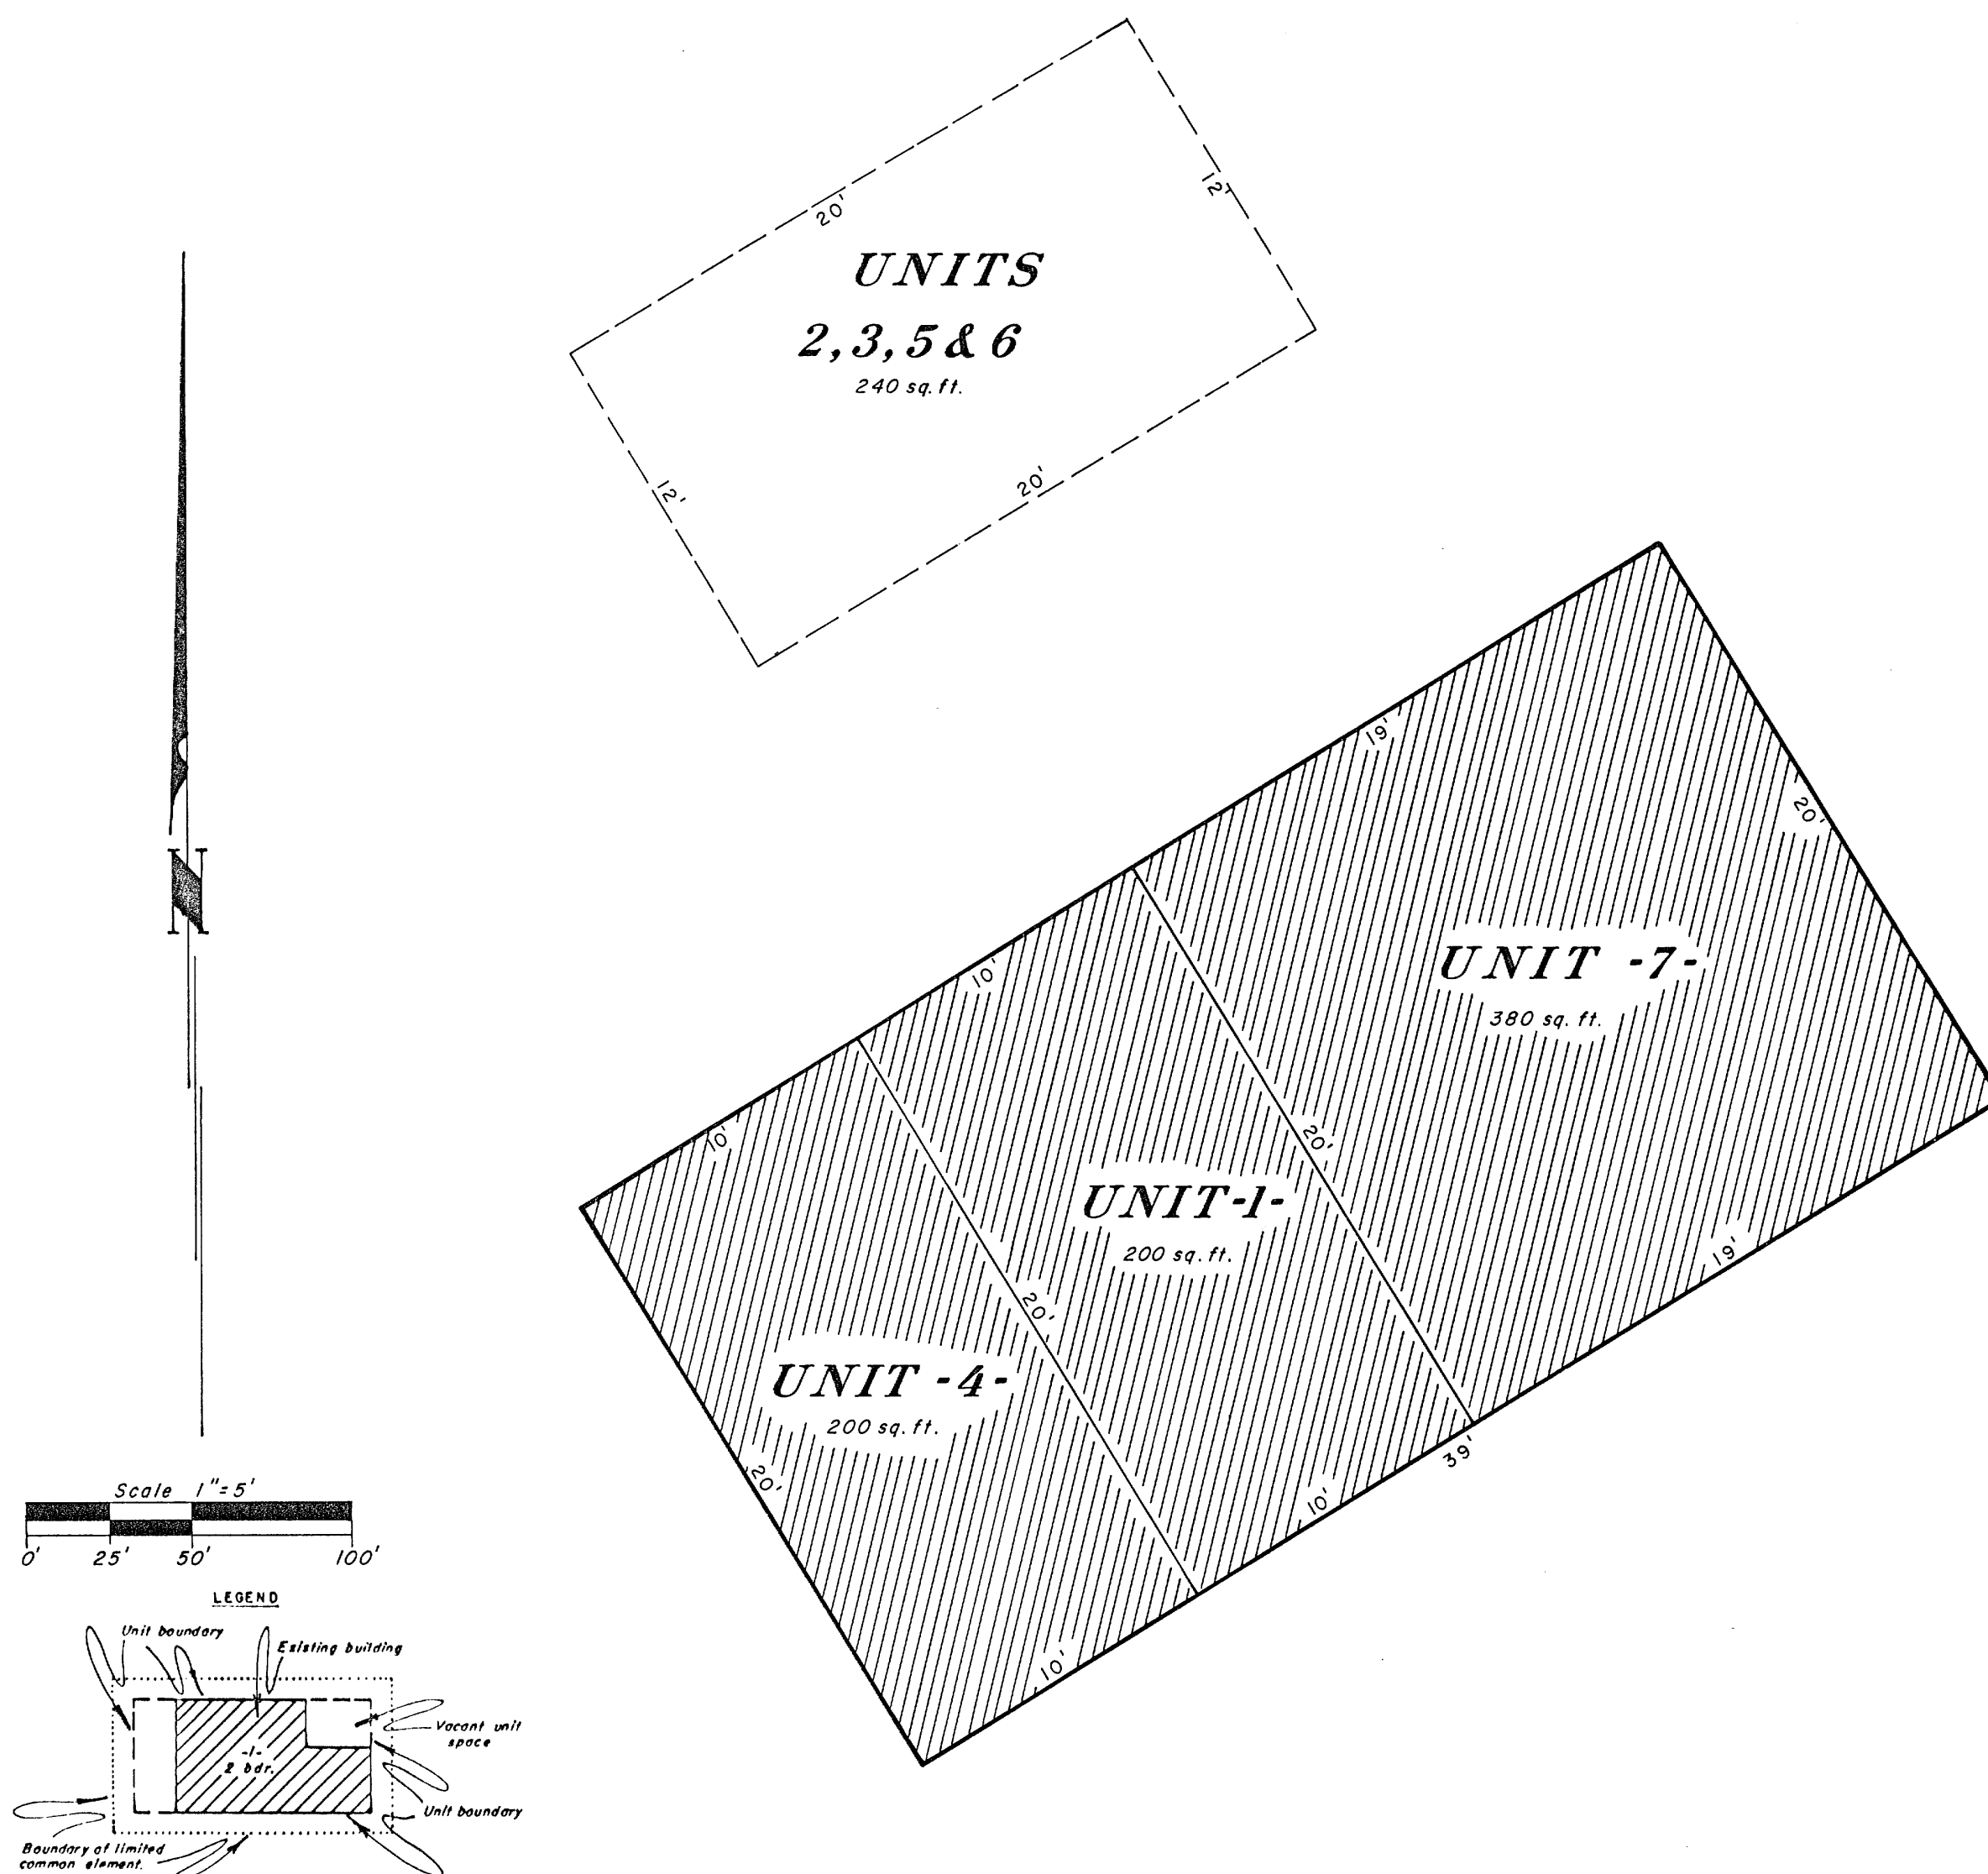 20'
12'
UNITS
2,3,5 & 6
240 sq. ft.
12'
20'
19'
20'
10'
UNIT -7-
380 sq. ft.
N
10'
20'
UNIT-1-
200 sq. ft.
19'
20'
UNIT -4-
200 sq. ft.
20'
39'
10'
10'
Scale 1"=5'
0' 25' 50' 100'
LEGEND
Unit boundary
Existing building
Vacant unit
space
-1-
2 bdr.
Unit boundary
Boundary of limited
common element.